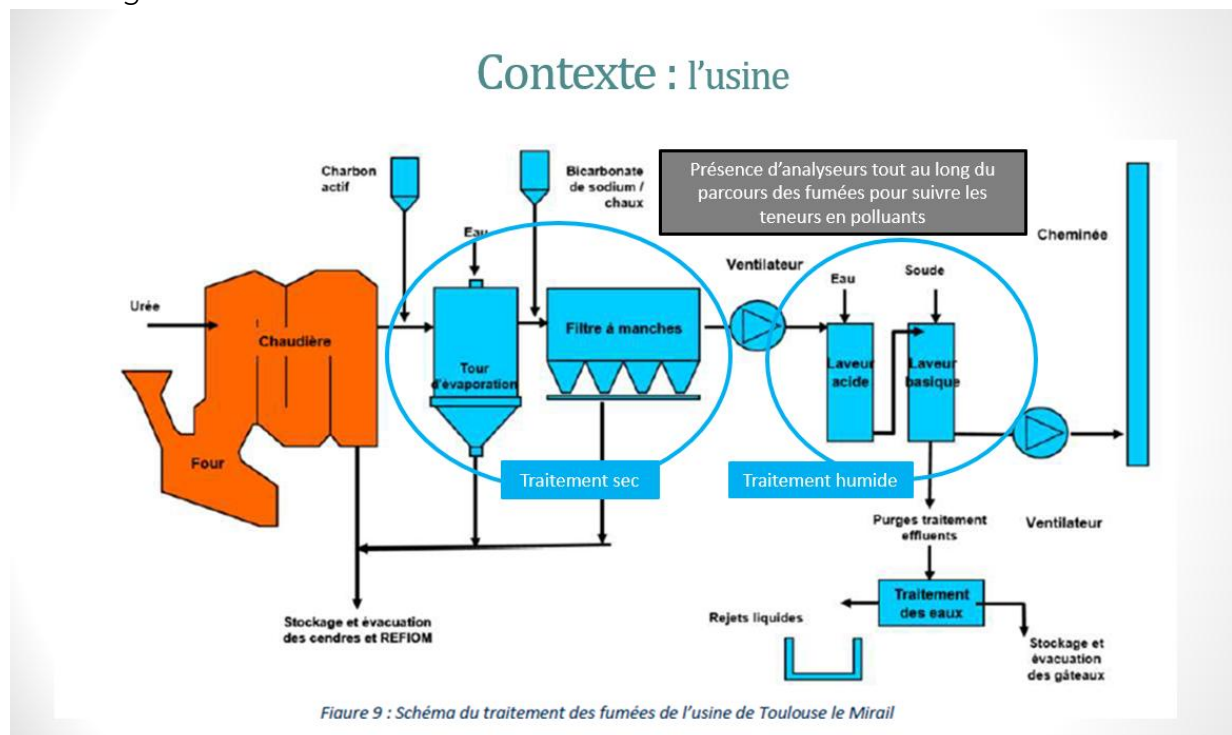 Contexte : l'usine
Charbon
actif
Bicarbonate
de sodium /
chaux
Présence d'analyseurs tout au long du
parcours des fumées pour suivre les
teneurs en polluants
Cheminée
Eau
Ventilateur
Eau
Soude
Urée
Chaudière
Filtre à manches
Tour
d'évaporation
Laveur
acide
Laveur
basique
Four
Traitement sec
Traitement humide
Purges traitement
effluents
Ventilateur
Traitement
des eaux
Rejets liquides
Stockage et évacuation
des cendres et REFIOM
Stockage et
évacuation
des gâteaux
Figure 9 : Schéma du traitement des fumées de l'usine de Toulouse le Mirail